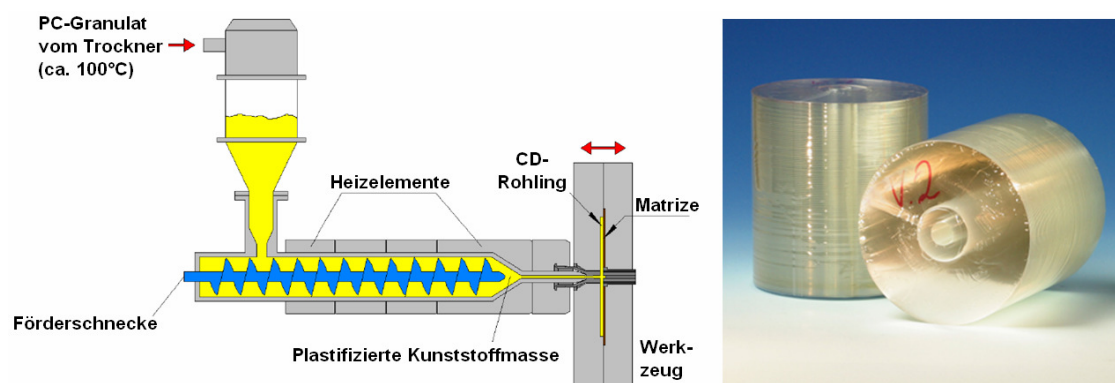 PC-Granulat
vom Trockner
(ca. 100°C)
Heizelemente
CD-
Rohling
Matrize
Förderschnecke
Plastifizierte Kunststoffmasse
Werk-
zeug
V.2